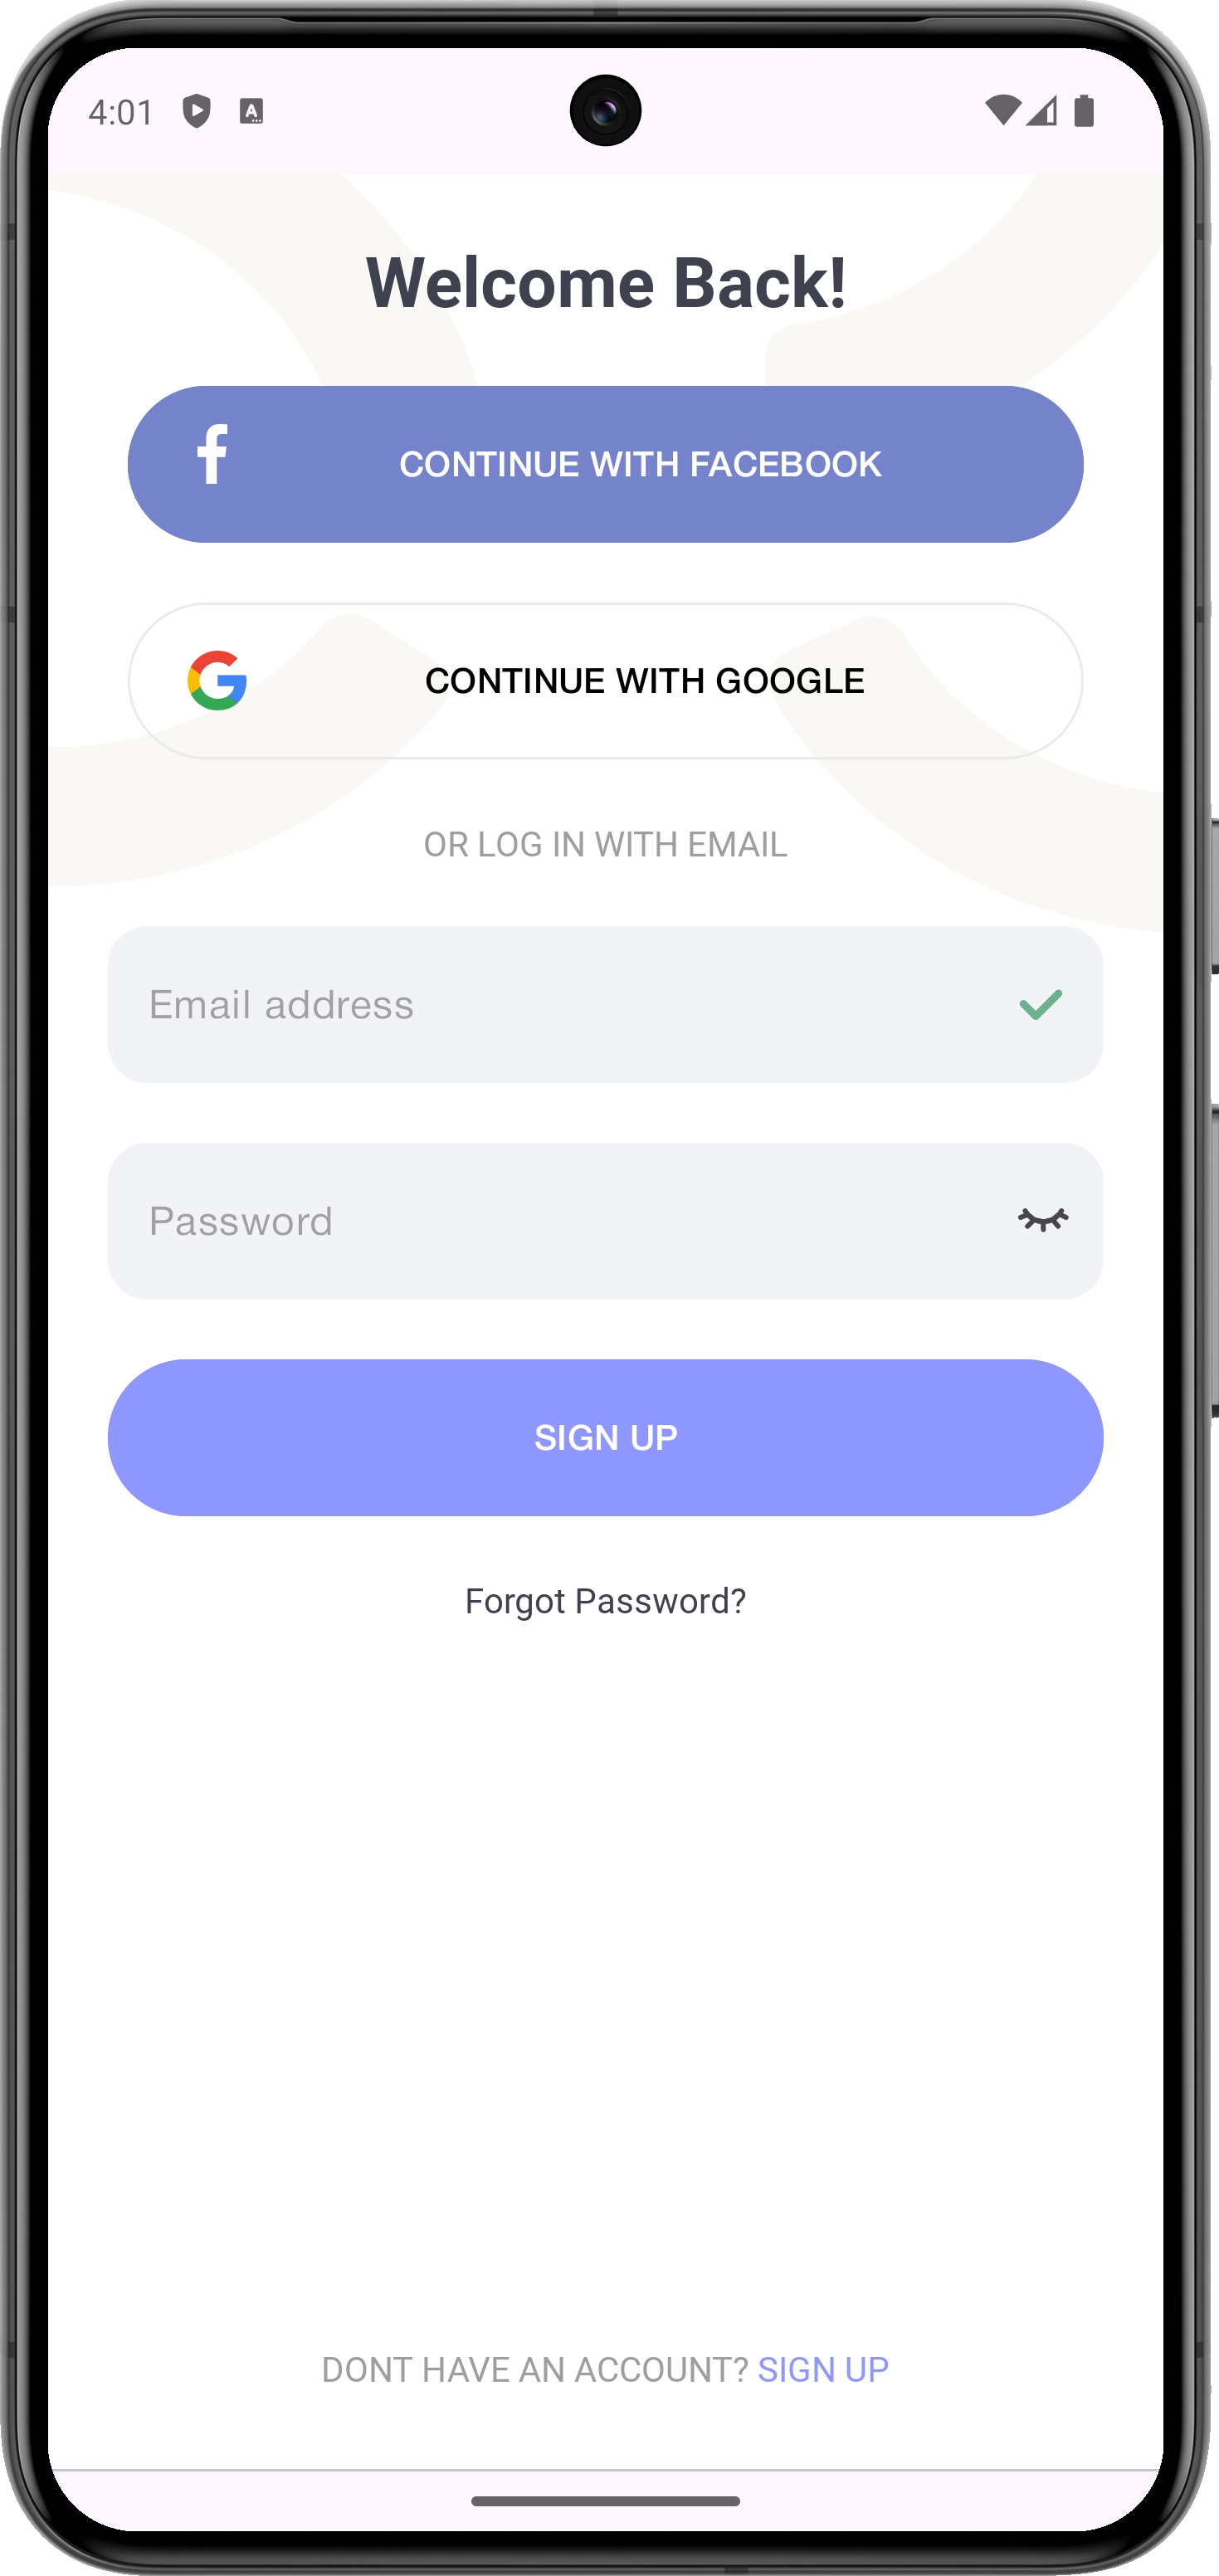 4:01
Welcome Back!
CONTINUE WITH FACEBOOK
CONTINUE WITH GOOGLE
OR LOG IN WITH EMAIL
Email address
Password
SIGN UP
Forgot Password?
DONT HAVE AN ACCOUNT? SIGN UP